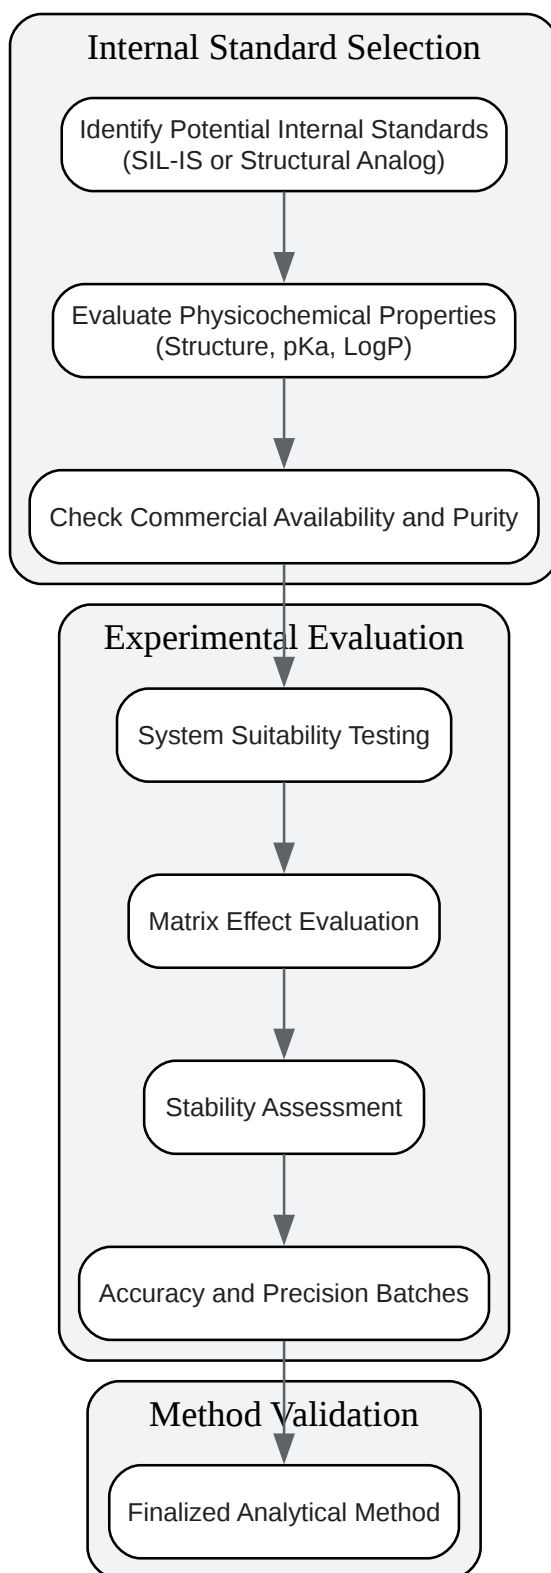 Internal Standard Selection
Identify Potential Internal Standards
(SIL-IS or Structural Analog)
Evaluate Physicochemical Properties
(Structure, pKa, LogP)
Check Commercial Availability and Purity
Experimental Evaluation
System Suitability Testing
Matrix Effect Evaluation
Stability Assessment
Accuracy and Precision Batches
Method Validation
Finalized Analytical Method